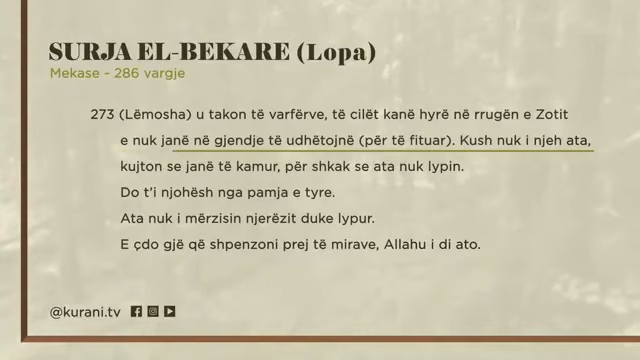 SURJA EL-BEKARE (Lopa)
Mekase - 286 vargje
273 (Lëmosha) u takon të varfërve, të cilët kanë hyrë në rrugën e Zotit
e nuk janë në gjendje të udhëtojnë (për të fituar). Kush nuk i njeh ata,
kujton se janë të kamur, për shkak se ata nuk lypin.
Do t'i njohësh nga pamja e tyre.
Ata nuk i mërzisin njerëzit duke lypur.
E çdo gjë që shpenzoni prej të mirave, Allahu i di ato.
@kurani.tv